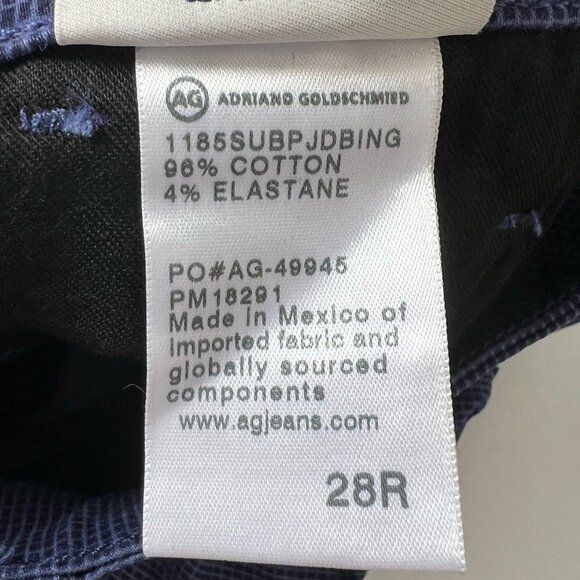 AG ADRIANO GOLDSCHMIED
1185SUBPJDBING
96% COTTON
4% ELASTANE
PO#AG-49945
PM18291
Made in Mexico of
imported fabric and
globally sourced
components
www.agjeans.com
28R